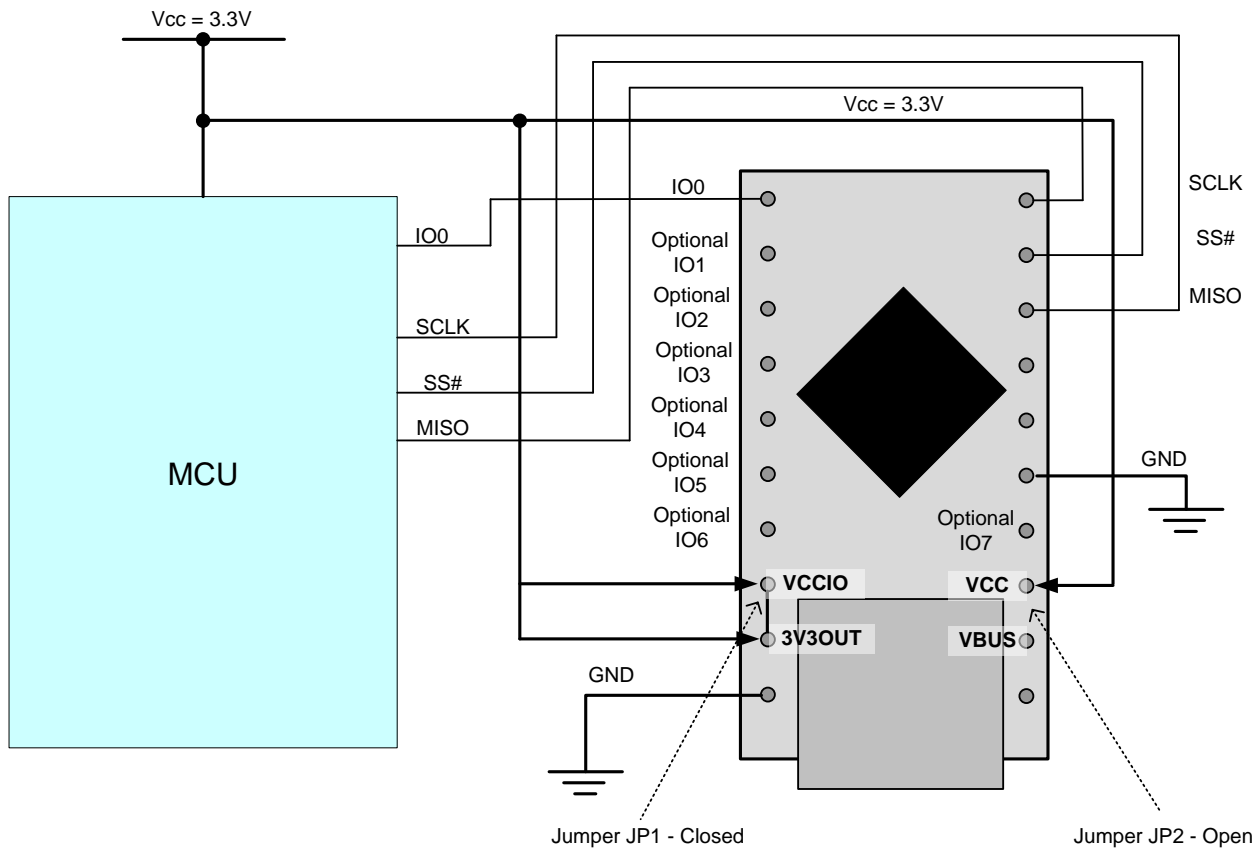 Vcc = 3.3V
Vcc = 3.3V
IO0
SCLK
IO0
Optional
IO1
SS#
Optional
IO2
MISO
SCLK
Optional
IO3
SS#
Optional
IO4
MISO
MCU
Optional
IO5
GND
Optional
IO6
Optional
IO7
VCCIO
VCC
3V3OUT
VBUS
GND
Jumper JP1 - Closed
Jumper JP2 - Open